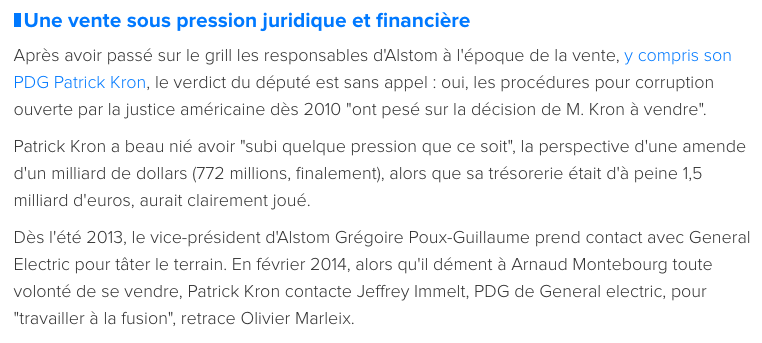 Une vente sous pression juridique et financière
Après avoir passé sur le grill les responsables d'Alstom à l'époque de la vente, y compris son
PDG Patrick Kron, le verdict du député est sans appel : oui, les procédures pour corruption
ouverte par la justice américaine dès 2010 "ont pesé sur la décision de M. Kron à vendre".
Patrick Kron a beau nié avoir "subi quelque pression que ce soit", la perspective d'une amende
d'un milliard de dollars (772 millions, finalement), alors que sa trésorerie était d'à peine 1,5
milliard d'euros, aurait clairement joué.
Dès l'été 2013, le vice-président d'Alstom Grégoire Poux-Guillaume prend contact avec General
Electric pour tâter le terrain. En février 2014, alors qu'il dément à Arnaud Montebourg toute
volonté de se vendre, Patrick Kron contacte Jeffrey Immelt, PDG de General electric, pour
"travailler à la fusion", retrace Olivier Marleix.